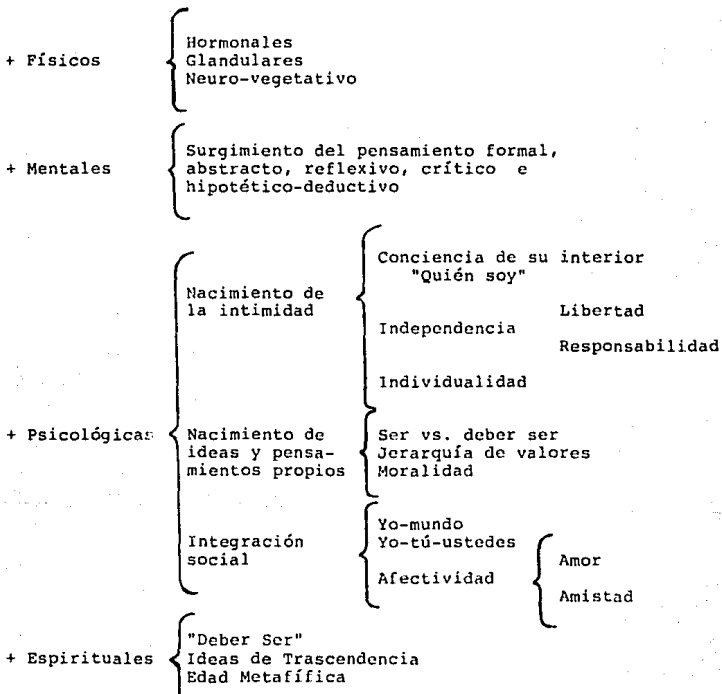 + Físicos
Hormonales
Glandulares
Neuro-vegetativo
+ Mentales
Surgimiento del pensamiento formal,
abstracto, reflexivo, crítico e
hipotético-deductivo
+ Psicológicas
Nacimiento de
la intimidad
Conciencia de su interior
"Quién soy"
Independencia
Libertad
Responsabilidad
Individualidad
Nacimiento de
ideas y pensa-
mientos propios
Ser vs. deber ser
Jerarquía de valores
Moralidad
Integración
social
Yo-mundo
Yo-tú-ustedes
Afectividad
Amor
Amistad
+ Espirituales
"Deber Ser"
Ideas de Trascendencia
Edad Metafífica